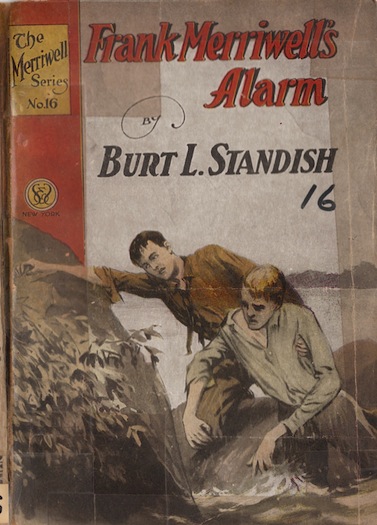 The
Merriwell
Series
No.16
Frank Merriwell's
Alarm
By
BURT L. STANDISH
16
NEW YORK